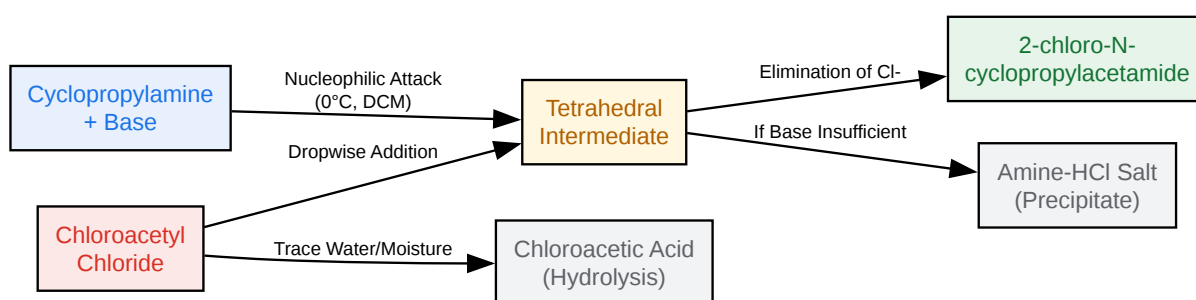 Cyclopropylamine
+ Base
Nucleophilic Attack
(0°C, DCM)
Dropwise Addition
Chloroacetyl
Chloride
Trace Water/Moisture
Chloroacetic Acid
(Hydrolysis)
Tetrahedral
Intermediate
Elimination of Cl-
2-chloro-N-
cyclopropylacetamide
If Base Insufficient
Amine-HCl Salt
(Precipitate)